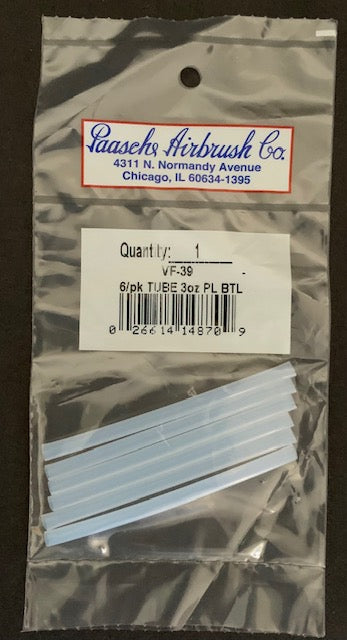 Paasche Airbrush Co.
4311 N. Normandy Avenue
Chicago, IL 60634-1395
Quantity: 1
VF-39
6/pk TUBE 3oz PL BTL
0 26614 14870 9